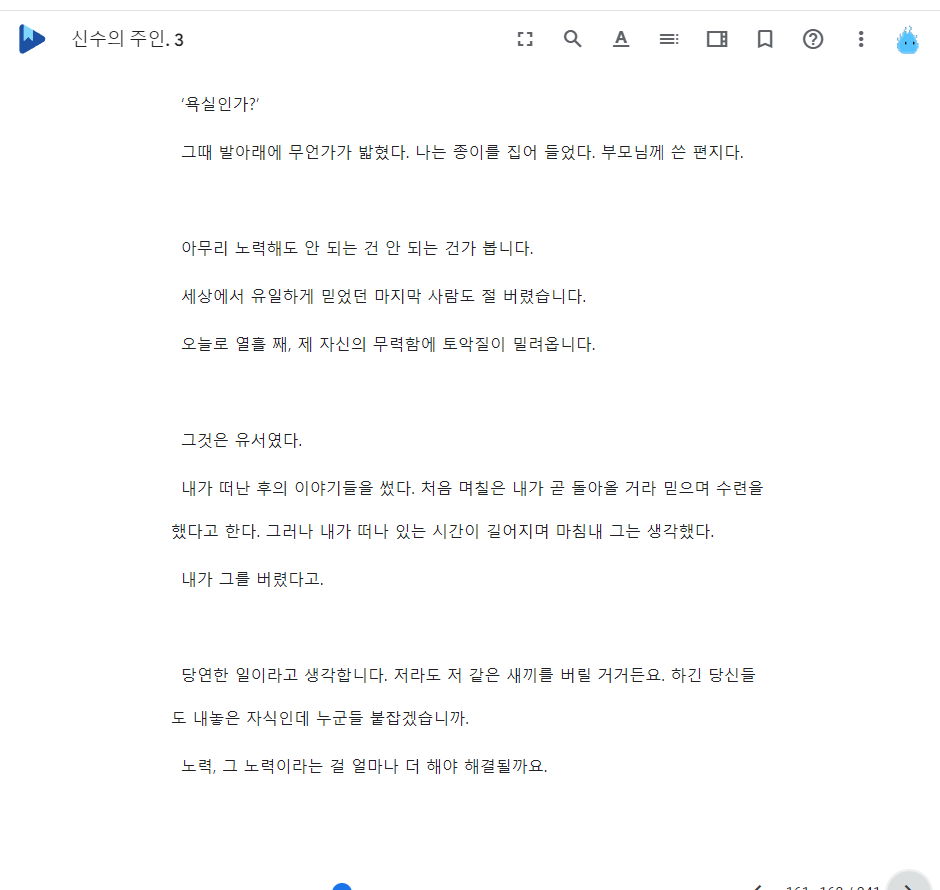 신수의 주인. 3
'욕실인가?'
그때 발아래에 무언가가 밟혔다. 나는 종이를 집어 들었다. 부모님께 쓴 편지다.
아무리 노력해도 안 되는 건 안 되는 건가 봅니다.
세상에서 유일하게 믿었던 마지막 사람도 절 버렸습니다.
오늘로 열흘 째, 제 자신의 무력함에 토악질이 밀려옵니다.
그것은 유서였다.
내가 떠난 후의 이야기들을 썼다. 처음 며칠은 내가 곧 돌아올 거라 믿으며 수련을
했다고 한다. 그러나 내가 떠나 있는 시간이 길어지며 마침내 그는 생각했다.
내가 그를 버렸다고.
당연한 일이라고 생각합니다. 저라도 저 같은 새끼를 버릴 거거든요. 하긴 당신들
도 내놓은 자식인데 누군들 붙잡겠습니까.
노력, 그 노력이라는 걸 얼마나 더 해야 해결될까요.